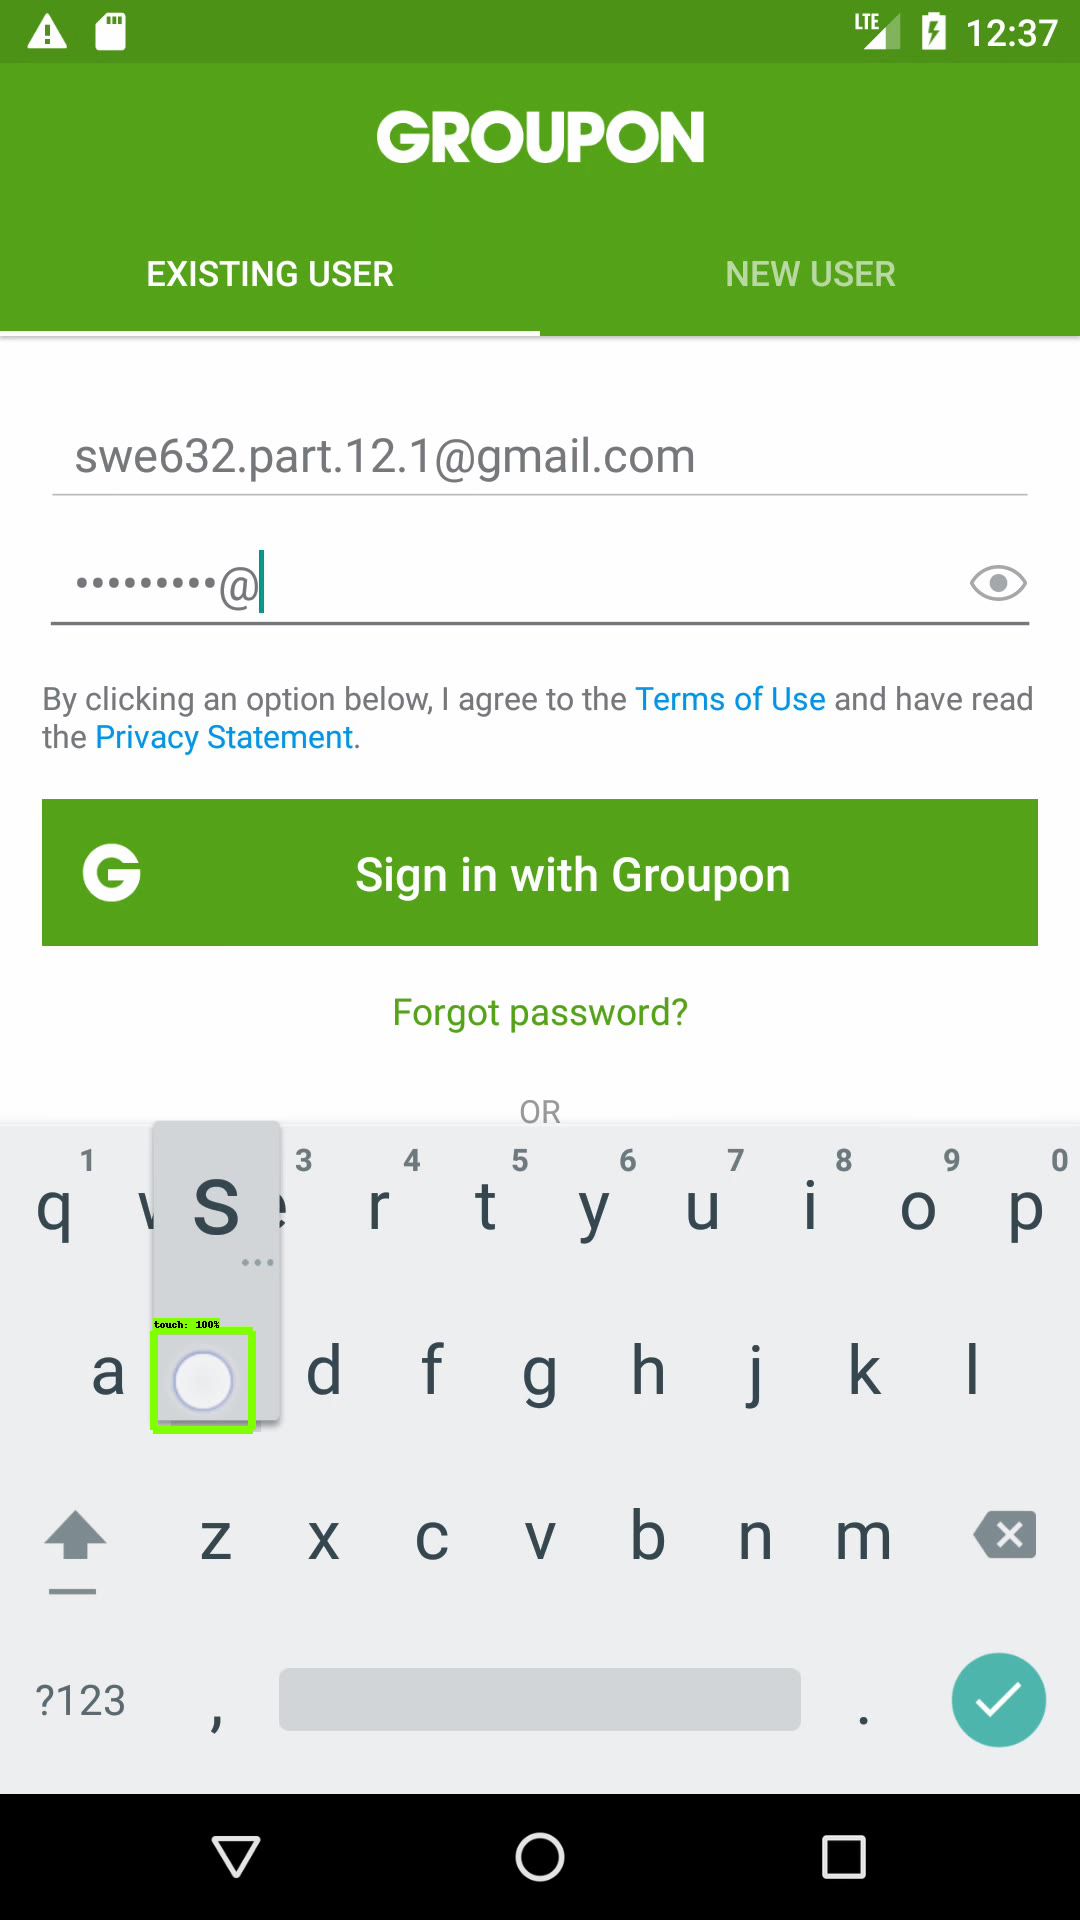 LTE 12:37
GROUPON
EXISTING USER NEW USER
swe632.part.12.1@gmail.com
•••••••••@
By clicking an option below, I agree to the Terms of Use and have read
the Privacy Statement.
G Sign in with Groupon
Forgot password?
OR
1 3 4 5 6 7 8 9 0
q w s e r t y u i o p
...
touch: 100%
a d f g h j k l
z x c v b n m
?123 , .